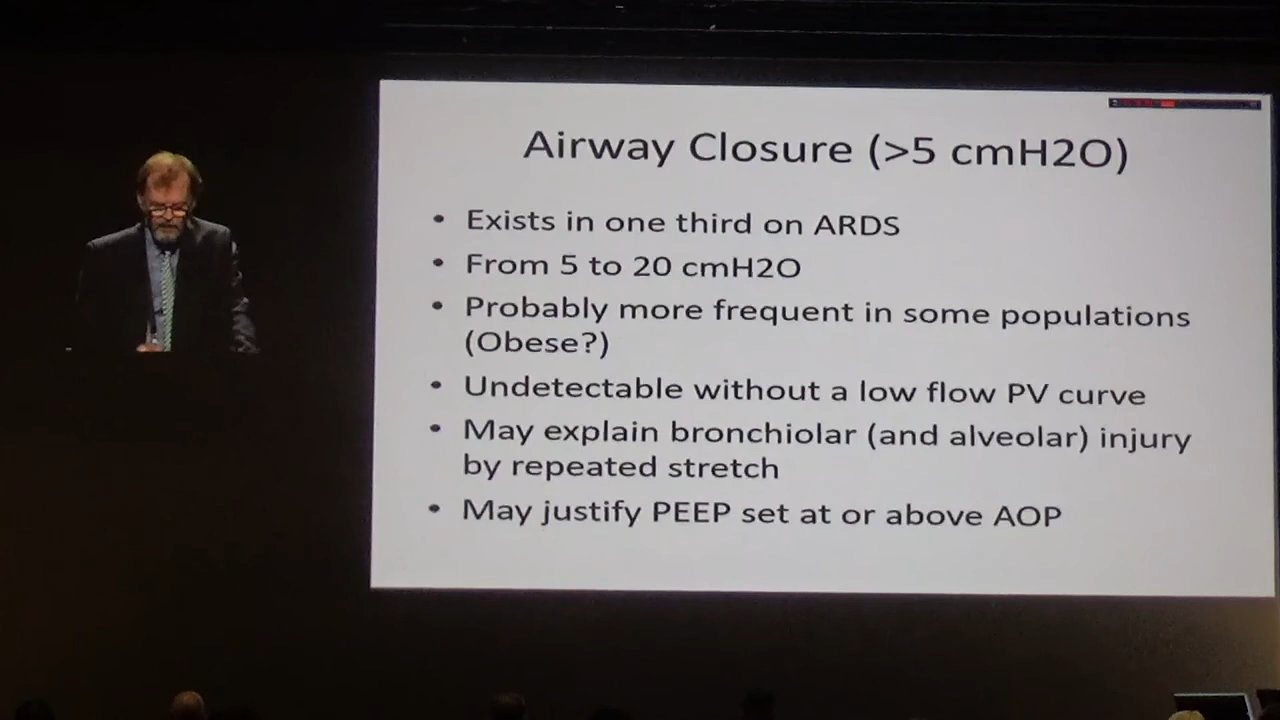 Airway Closure (>5 cmH2O)
• Exists in one third on ARDS
• From 5 to 20 cmH2O
• Probably more frequent in some populations
(Obese?)
• Undetectable without a low flow PV curve
• May explain bronchiolar (and alveolar) injury
by repeated stretch
• May justify PEEP set at or above AOP